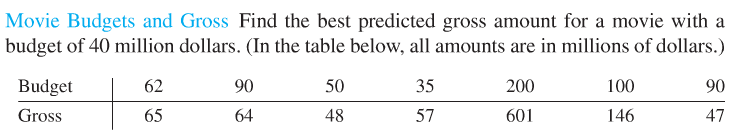 Movie Budgets and Gross Find the best predicted gross amount for a movie with a
budget of 40 million dollars. (In the table below, all amounts are in millions of dollars.)
Budget 62 90 50 35 200 100 90
Gross 65 64 48 57 601 146 47